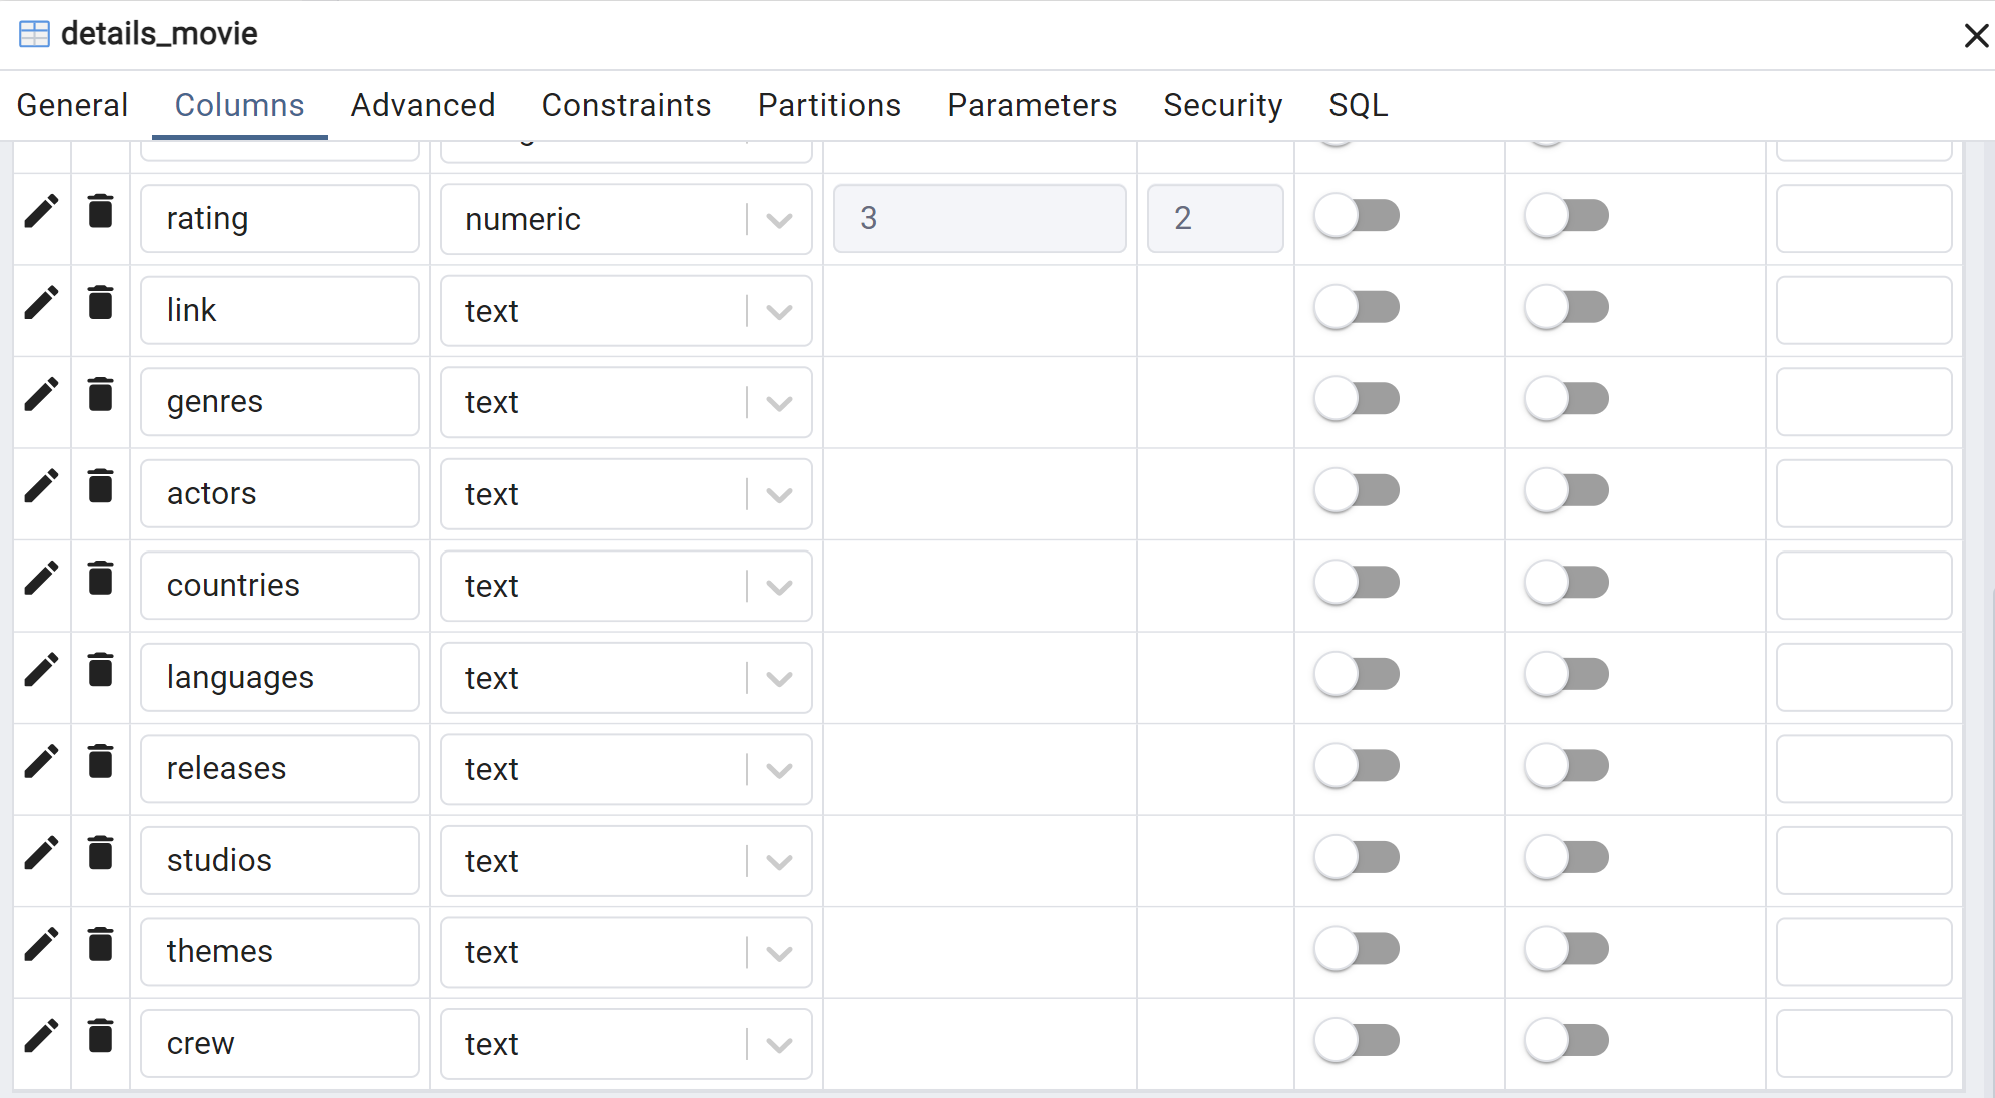 details_movie
General Columns Advanced Constraints Partitions Parameters Security SQL
rating numeric 3 2
link text
genres text
actors text
countries text
languages text
releases text
studios text
themes text
crew text